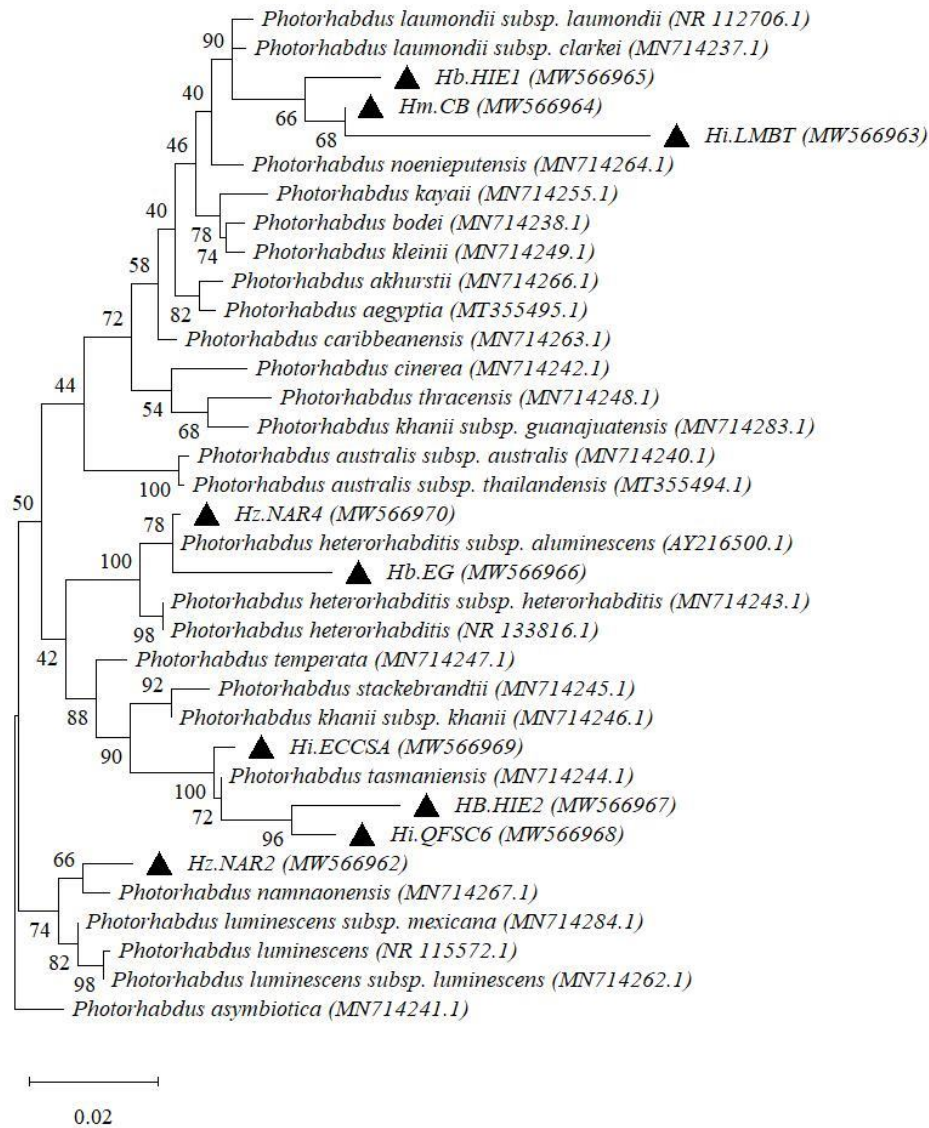 Photorhabdus laumondii subsp. laumondii (NR 112706.1)
90
Photorhabdus laumondii subsp. clarkei (MN714237.1)
Hb.HIE1 (MW566965)
40
Hm.CB (MW566964)
66
68
Hi.LMBT (MW566963)
46
Photorhabdus noenieputensis (MN714264.1)
Photorhabdus kayaii (MN714255.1)
40
Photorhabdus bodei (MN714238.1)
78
74
Photorhabdus kleinii (MN714249.1)
58
Photorhabdus akhurstii (MN714266.1)
82
Photorhabdus aegyptia (MT355495.1)
72
Photorhabdus caribbeanensis (MN714263.1)
Photorhabdus cinerea (MN714242.1)
44
Photorhabdus thracensis (MN714248.1)
54
68
Photorhabdus khanii subsp. guanajuatensis (MN714283.1)
Photorhabdus australis subsp. australis (MN714240.1)
100
Photorhabdus australis subsp. thailandensis (MT355494.1)
50
Hz.NAR4 (MW566970)
78
Photorhabdus heterorhabditis subsp. aluminescens (AY216500.1)
100
Hb.EG (MW566966)
Photorhabdus heterorhabditis subsp. heterorhabditis (MN714243.1)
98
Photorhabdus heterorhabditis (NR 133816.1)
42
Photorhabdus temperata (MN714247.1)
92
Photorhabdus stackebrandtii (MN714245.1)
88
Photorhabdus khanii subsp. khanii (MN714246.1)
90
Hi.ECCSA (MW566969)
Photorhabdus tasmaniensis (MN714244.1)
100
HB.HIE2 (MW566967)
72
96
Hi.QFSC6 (MW566968)
66
Hz.NAR2 (MW566962)
Photorhabdus namnaonensis (MN714267.1)
74
Photorhabdus luminescens subsp. mexicana (MN714284.1)
82
Photorhabdus luminescens (NR 115572.1)
98
Photorhabdus luminescens subsp. luminescens (MN714262.1)
Photorhabdus asymbiotica (MN714241.1)
0.02